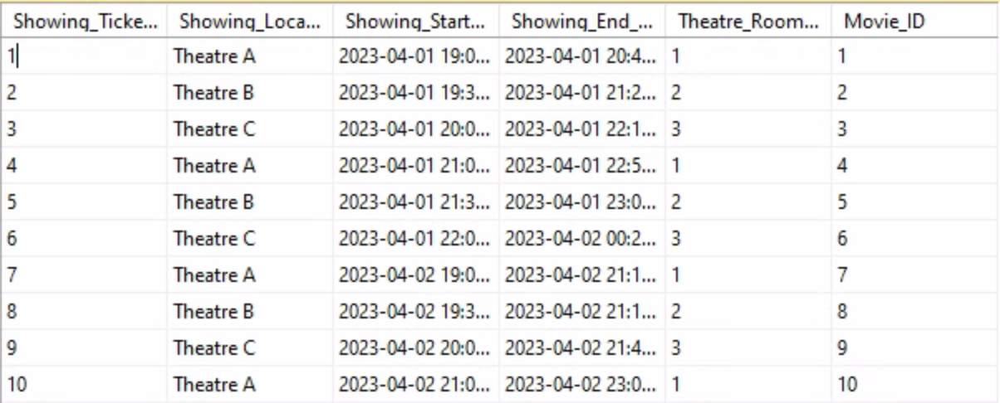 Showing_Ticke... Showing_Loca... Showing_Start... Showing_End_... Theatre_Room... Movie_ID
1 Theatre A 2023-04-01 19:0... 2023-04-01 20:4... 1 1
2 Theatre B 2023-04-01 19:3... 2023-04-01 21:2... 2 2
3 Theatre C 2023-04-01 20:0... 2023-04-01 22:1... 3 3
4 Theatre A 2023-04-01 21:0... 2023-04-01 22:5... 1 4
5 Theatre B 2023-04-01 21:3... 2023-04-01 23:0... 2 5
6 Theatre C 2023-04-01 22:0... 2023-04-02 00:2... 3 6
7 Theatre A 2023-04-02 19:0... 2023-04-02 21:1... 1 7
8 Theatre B 2023-04-02 19:3... 2023-04-02 21:1... 2 8
9 Theatre C 2023-04-02 20:0... 2023-04-02 21:4... 3 9
10 Theatre A 2023-04-02 21:0... 2023-04-02 23:0... 1 10